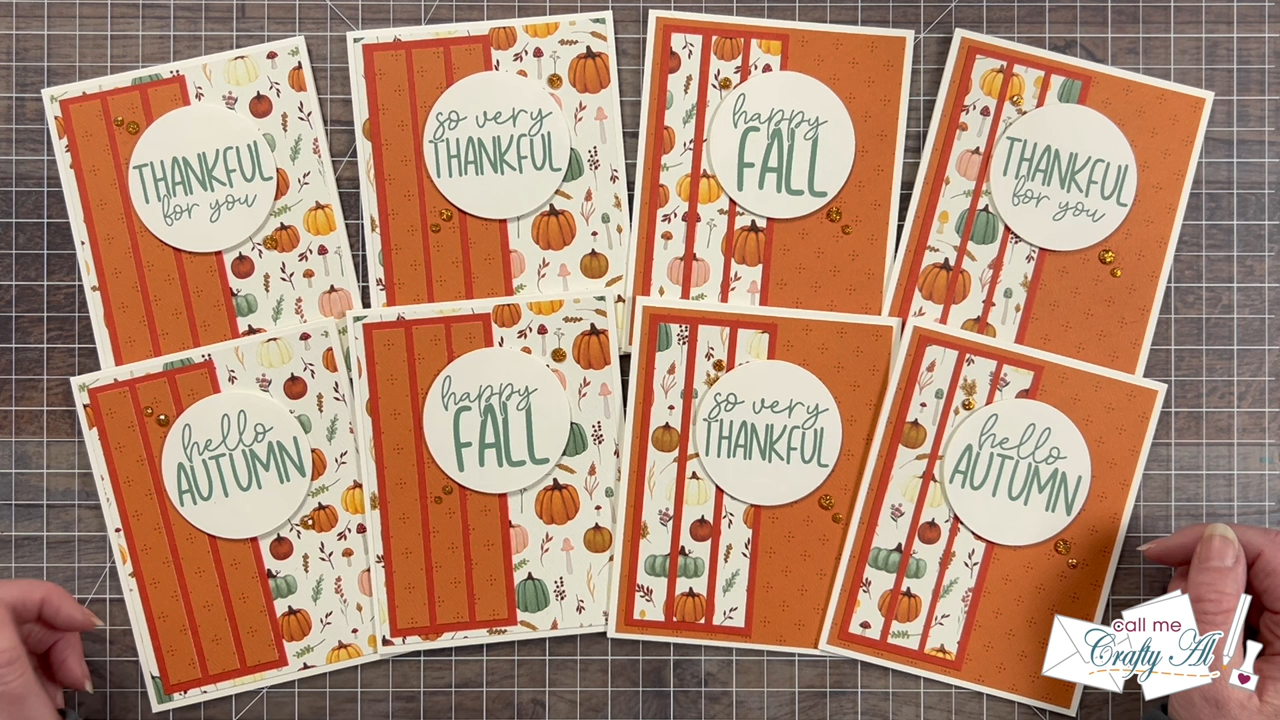 THANKFUL
for you
so very
THANKFUL
happy
FALL
THANKFUL
for you
hello
AUTUMN
happy
FALL
so very
THANKFUL
hello
AUTUMN
call me
Crafty Al